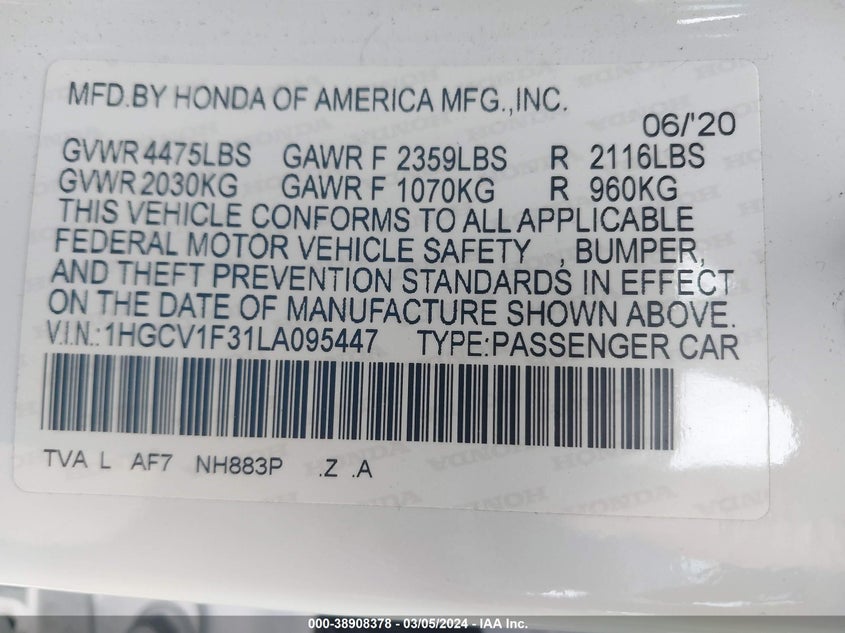 MFD.BY HONDA OF AMERICA MFG.,INC.
06/'20
GVWR 4475LBS GAWR F 2359LBS R 2116LBS
GVWR 2030KG GAWR F 1070KG R 960KG
THIS VEHICLE CONFORMS TO ALL APPLICABLE
FEDERAL MOTOR VEHICLE SAFETY , BUMPER,
AND THEFT PREVENTION STANDARDS IN EFFECT
ON THE DATE OF MANUFACTURE SHOWN ABOVE.
V.I.N.:1HGCV1F31LA095447 TYPE:PASSENGER CAR
TVA L AF7 NH883P .Z .A
000-38908378 - 03/05/2024 - IAA Inc.